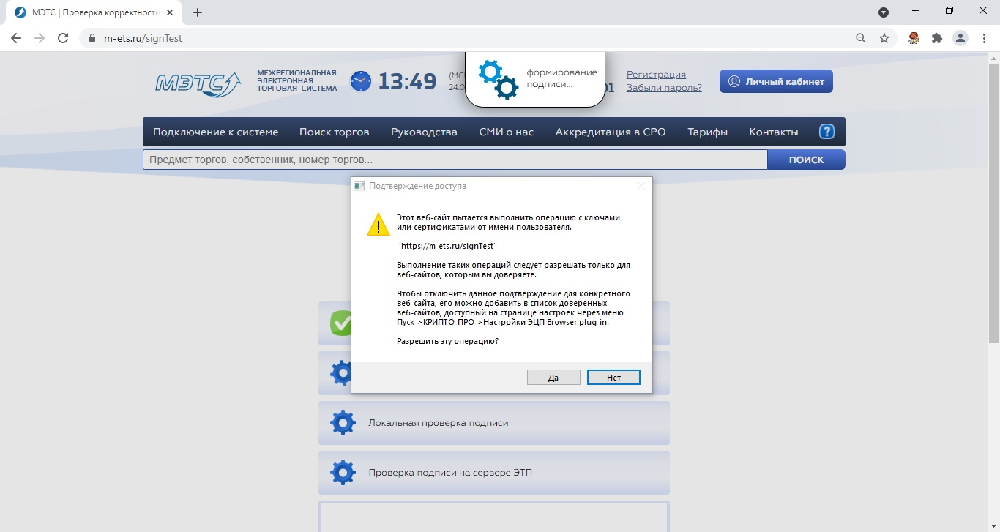 МЭТС | Проверка корректности
m-ets.ru/signTest
МЭТС
МЕЖРЕГИОНАЛЬНАЯ
ЭЛЕКТРОННАЯ
ТОРГОВАЯ СИСТЕМА
13:49
(МС
24.0
формирование
подписи...
01
Регистрация
Забыли пароль?
Личный кабинет
Подключение к системе Поиск торгов Руководства СМИ о нас Аккредитация в СРО Тарифы Контакты ?
Предмет торгов, собственник, номер торгов...
ПОИСК
Подтверждение доступа
Этот веб-сайт пытается выполнить операцию с ключами
или сертификатами от имени пользователя.
'https://m-ets.ru/signTest'
Выполнение таких операций следует разрешать только для
веб-сайтов, которым вы доверяете.
Чтобы отключить данное подтверждение для конкретного
веб-сайта, его можно добавить в список доверенных
веб-сайтов, доступный на странице настроек через меню
Пуск->КРИПТО-ПРО->Настройки ЭЦП Browser plug-in.
Разрешить эту операцию?
Да Нет
Локальная проверка подписи
Проверка подписи на сервере ЭТП